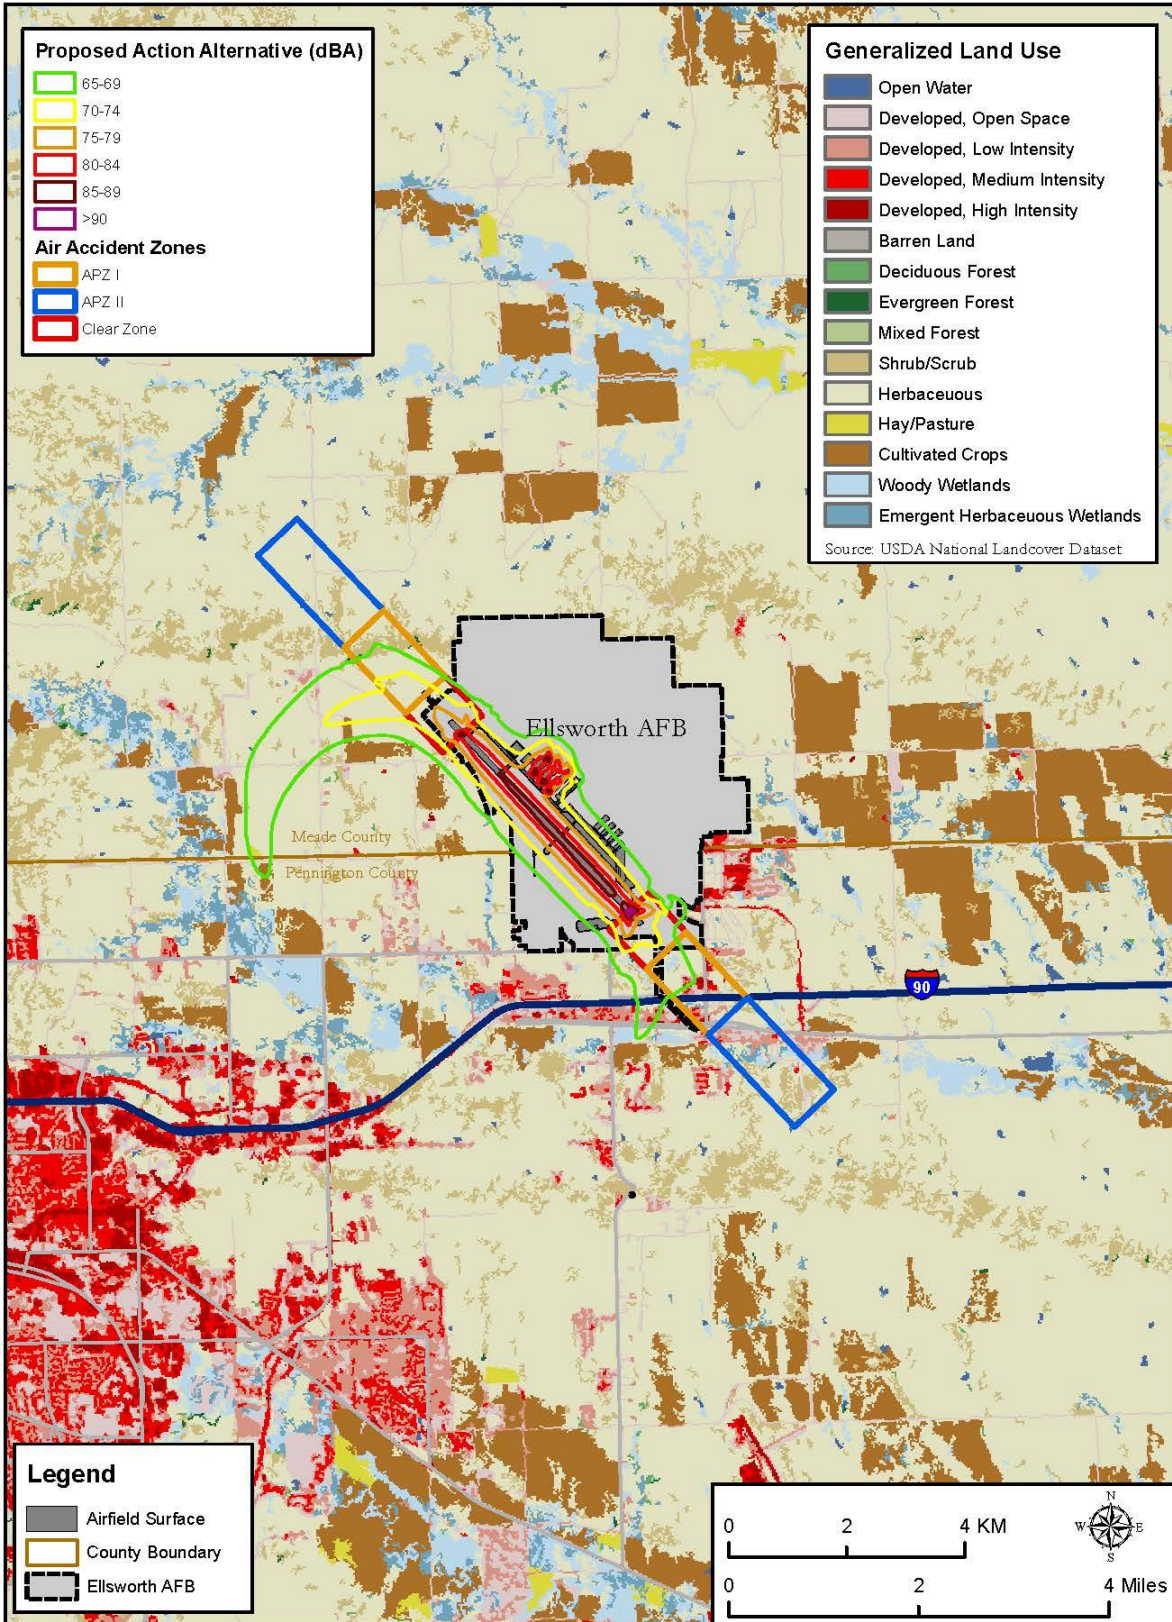 Proposed Action Alternative (dBA)
65-69
70-74
75-79
80-84
85-89
>90
Air Accident Zones
APZ I
APZ II
Clear Zone
Generalized Land Use
Open Water
Developed, Open Space
Developed, Low Intensity
Developed, Medium Intensity
Developed, High Intensity
Barren Land
Deciduous Forest
Evergreen Forest
Mixed Forest
Shrub/Scrub
Herbaceuous
Hay/Pasture
Cultivated Crops
Woody Wetlands
Emergent Herbaceuous Wetlands
Source: USDA National Landcover Dataset
Ellsworth AFB
Meade County
Pennington County
90
Legend
Airfield Surface
County Boundary
Ellsworth AFB
0 2 4 KM
0 2 4 Miles
N
W E
S